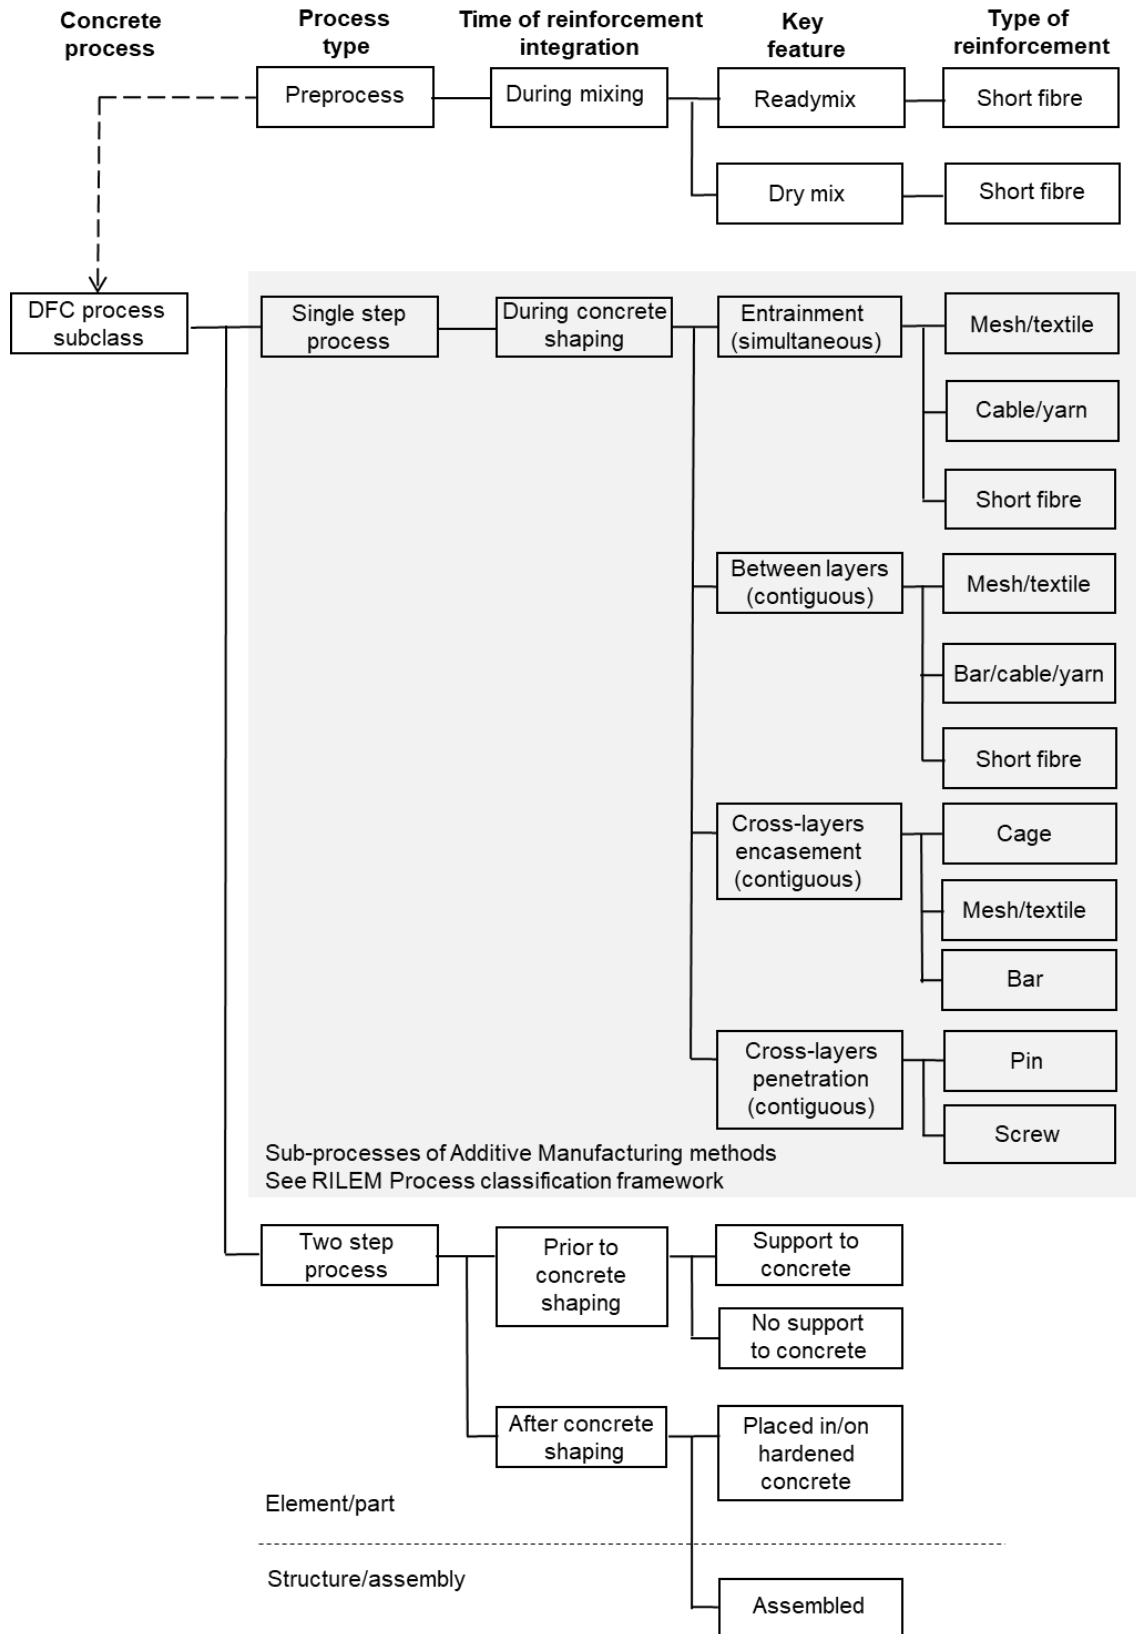 Concrete
process
Process
type
Time of reinforcement
integration
Key
feature
Type of
reinforcement
Preprocess
During mixing
Readymix
Short fibre
Dry mix
Short fibre
DFC process
subclass
Single step
process
During concrete
shaping
Entrainment
(simultaneous)
Mesh/textile
Cable/yarn
Short fibre
Between layers
(contiguous)
Mesh/textile
Bar/cable/yarn
Short fibre
Cross-layers
encasement
(contiguous)
Cage
Mesh/textile
Bar
Cross-layers
penetration
(contiguous)
Pin
Screw
Sub-processes of Additive Manufacturing methods
See RILEM Process classification framework
Two step
process
Prior to
concrete
shaping
Support to
concrete
No support
to concrete
After concrete
shaping
Placed in/on
hardened
concrete
Element/part
Structure/assembly
Assembled